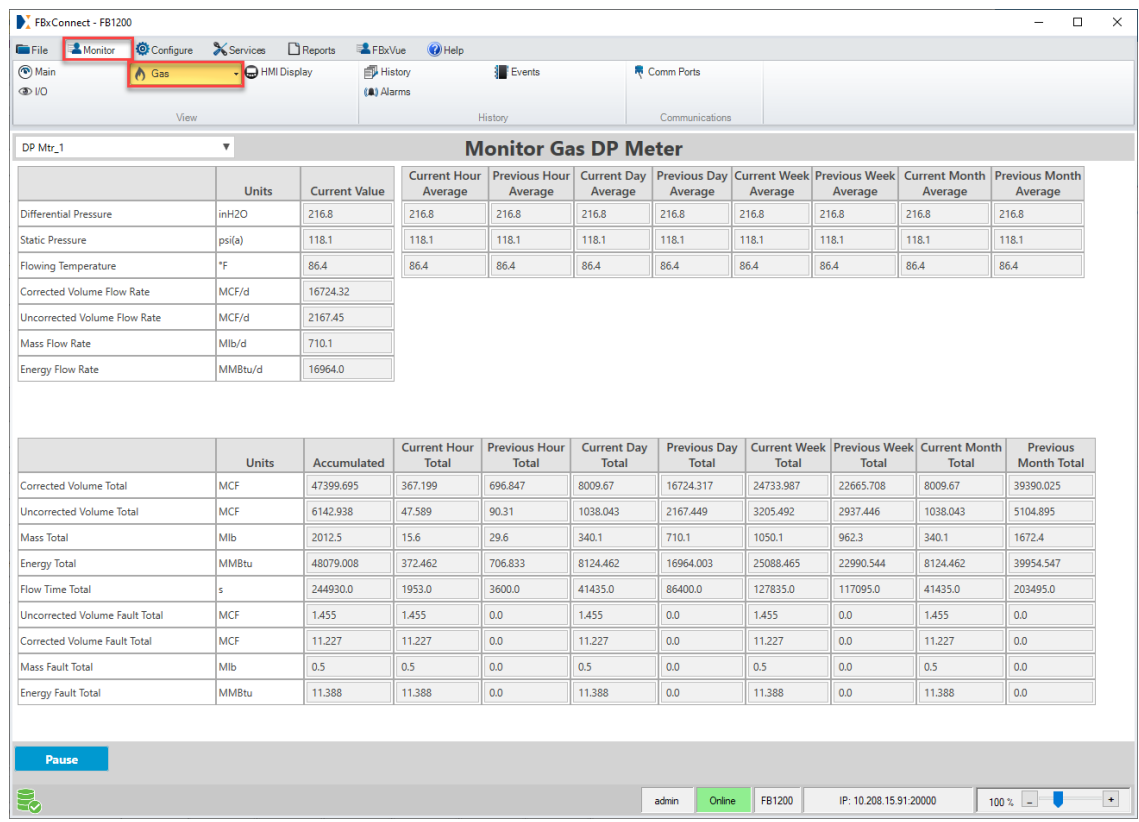 FBxConnect - FB1200
File Monitor Configure Services Reports FBxVue Help
Main Gas HMI Display History Events Comm Ports
I/O Alarms
View History Communications
DP Mtr_1 Monitor Gas DP Meter
Units Current Value Current Hour Average Previous Hour Average Current Day Average Previous Day Average Current Week Average Previous Week Average Current Month Average Previous Month Average
Differential Pressure inH2O 216.8 216.8 216.8 216.8 216.8 216.8 216.8 216.8 216.8
Static Pressure psi(a) 118.1 118.1 118.1 118.1 118.1 118.1 118.1 118.1 118.1
Flowing Temperature °F 86.4 86.4 86.4 86.4 86.4 86.4 86.4 86.4 86.4
Corrected Volume Flow Rate MCF/d 16724.32
Uncorrected Volume Flow Rate MCF/d 2167.45
Mass Flow Rate Mlb/d 710.1
Energy Flow Rate MMBtu/d 16964.0
Units Accumulated Current Hour Total Previous Hour Total Current Day Total Previous Day Total Current Week Total Previous Week Total Current Month Total Previous Month Total
Corrected Volume Total MCF 47399.695 367.199 696.847 8009.67 16724.317 24733.987 22665.708 8009.67 39390.025
Uncorrected Volume Total MCF 6142.938 47.589 90.31 1038.043 2167.449 3205.492 2937.446 1038.043 5104.895
Mass Total Mlb 2012.5 15.6 29.6 340.1 710.1 1050.1 962.3 340.1 1672.4
Energy Total MMBtu 48079.008 372.462 706.833 8124.462 16964.003 25088.465 22990.544 8124.462 39954.547
Flow Time Total s 244930.0 1953.0 3600.0 41435.0 86400.0 127835.0 117095.0 41435.0 203495.0
Uncorrected Volume Fault Total MCF 1.455 1.455 0.0 1.455 0.0 1.455 0.0 1.455 0.0
Corrected Volume Fault Total MCF 11.227 11.227 0.0 11.227 0.0 11.227 0.0 11.227 0.0
Mass Fault Total Mlb 0.5 0.5 0.0 0.5 0.0 0.5 0.0 0.5 0.0
Energy Fault Total MMBtu 11.388 11.388 0.0 11.388 0.0 11.388 0.0 11.388 0.0
Pause
admin Online FB1200 IP: 10.208.15.91:20000 100 %